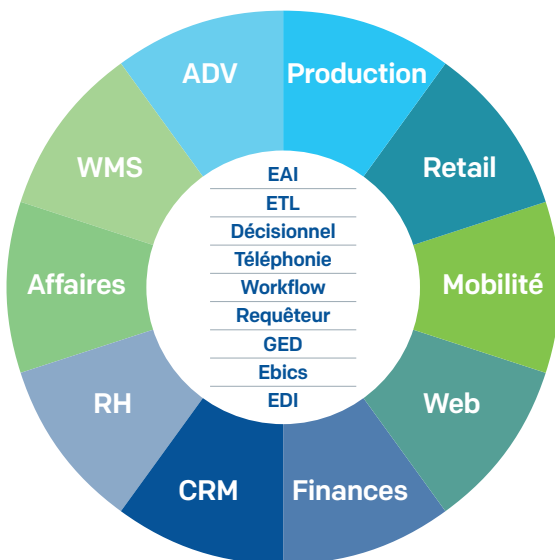 ADV
Production
WMS
Retail
EAI
ETL
Décisionnel
Téléphonie
Workflow
Requêteur
GED
Ebics
EDI
Affaires
Mobilité
RH
Web
CRM
Finances